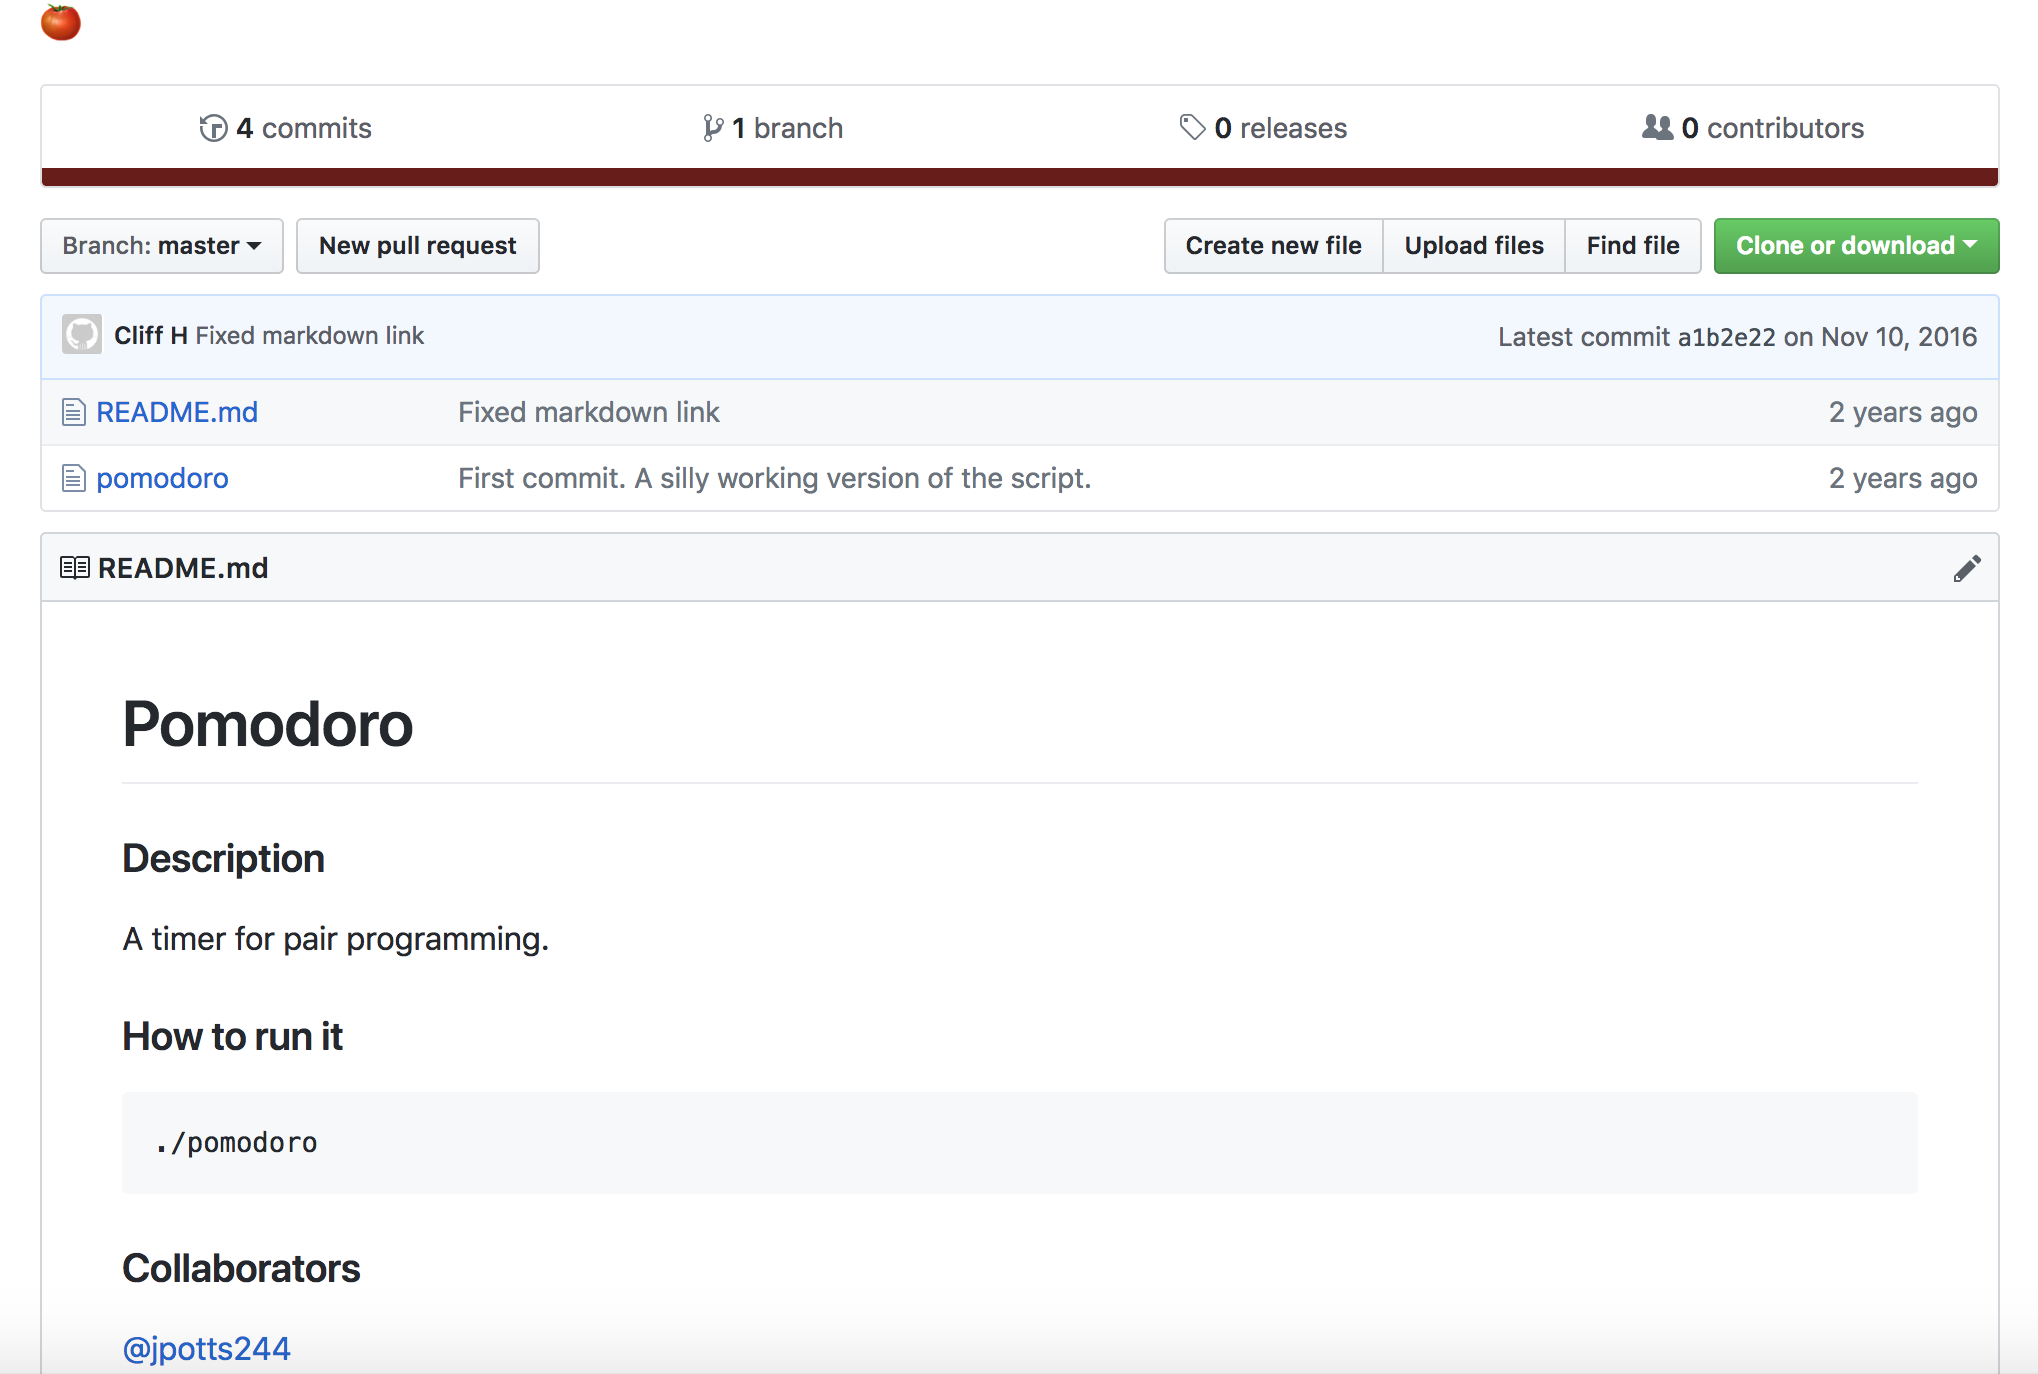 4 commits 1 branch 0 releases 0 contributors
Branch: master New pull request Create new file Upload files Find file Clone or download
Cliff H Fixed markdown link Latest commit a1b2e22 on Nov 10, 2016
README.md Fixed markdown link 2 years ago
pomodoro First commit. A silly working version of the script. 2 years ago
README.md
Pomodoro
Description
A timer for pair programming.
How to run it
./pomodoro
Collaborators
@jpotts244